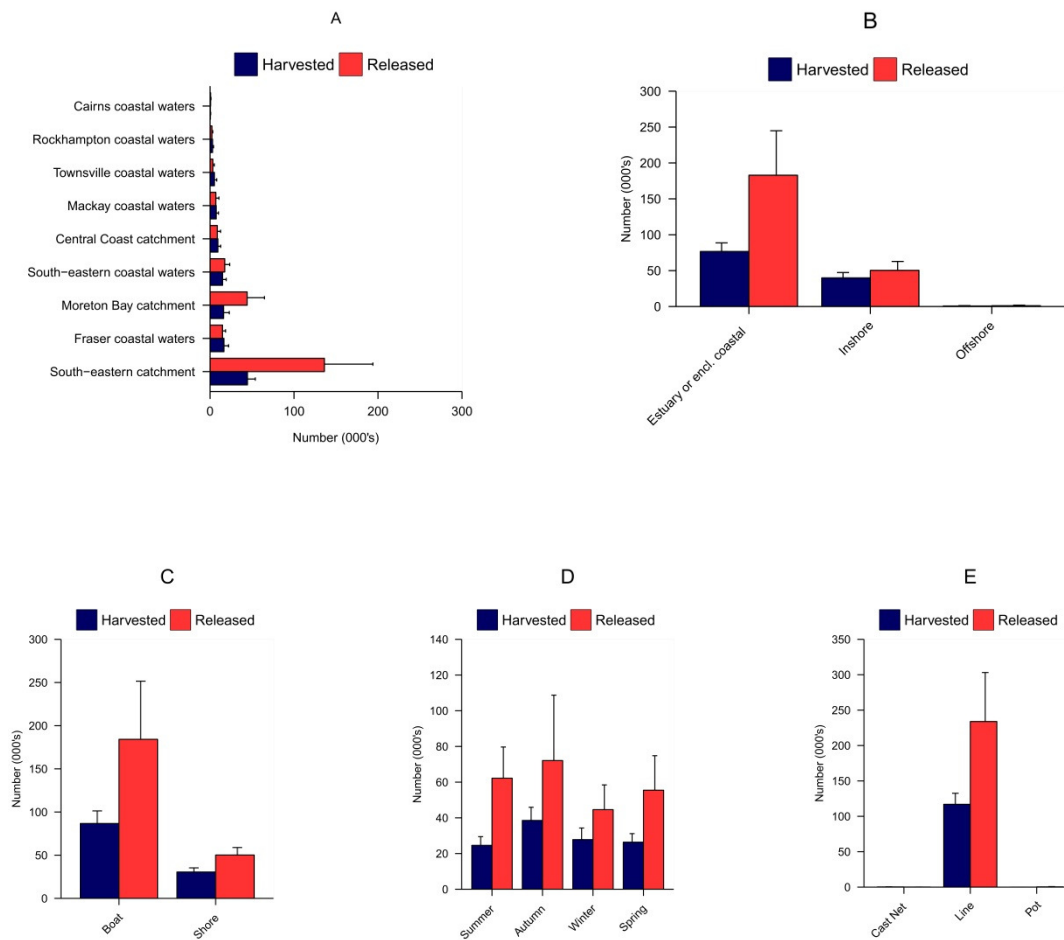 A
Harvested Released
Cairns coastal waters
Rockhampton coastal waters
Townsville coastal waters
Mackay coastal waters
Central Coast catchment
South−eastern coastal waters
Moreton Bay catchment
Fraser coastal waters
South−eastern catchment
0 100 200 300
Number (000's)
B
Harvested Released
300
250
200
150
100
50
0
Number (000's)
Estuary or encl. coastal
Inshore
Offshore
C
Harvested Released
300
250
200
150
100
50
0
Number (000's)
Boat
Shore
D
Harvested Released
140
120
100
80
60
40
20
0
Number (000's)
Summer
Autumn
Winter
Spring
E
Harvested Released
350
300
250
200
150
100
50
0
Number (000's)
Cast Net
Line
Pot